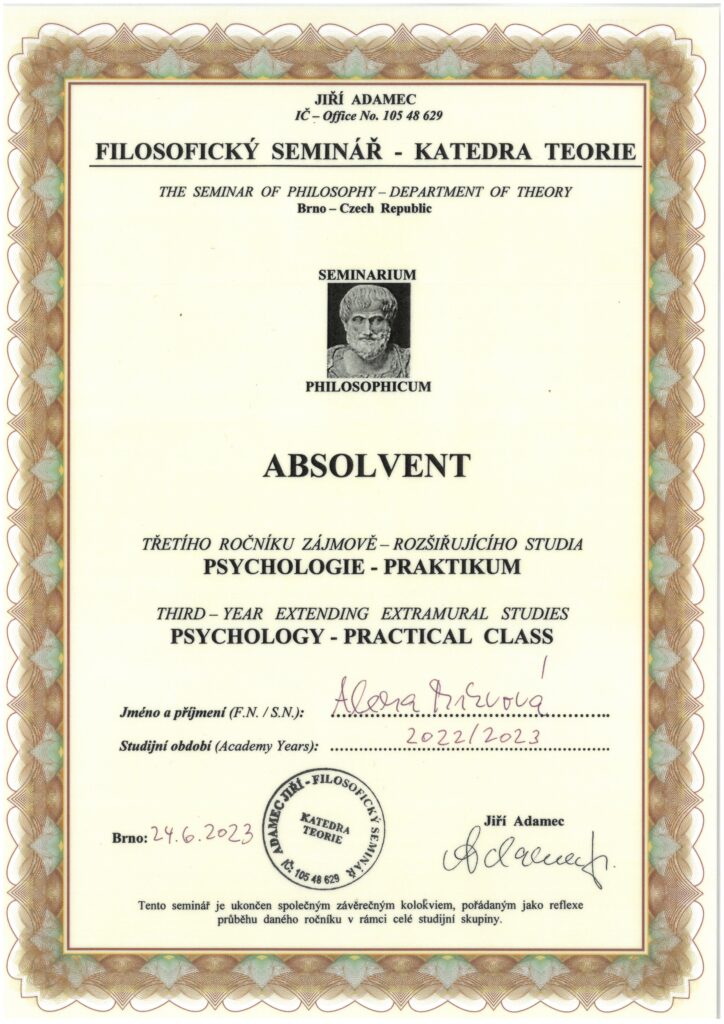 JIŘÍ ADAMEC
IČ – Office No. 105 48 629
FILOSOFICKÝ SEMINÁŘ - KATEDRA TEORIE
THE SEMINAR OF PHILOSOPHY – DEPARTMENT OF THEORY
Brno – Czech Republic
SEMINARIUM
PHILOSOPHICUM
ABSOLVENT
TŘETÍHO ROČNÍKU ZÁJMOVĚ – ROZŠIŘUJÍCÍHO STUDIA
PSYCHOLOGIE - PRAKTIKUM
THIRD – YEAR EXTENDING EXTRAMURAL STUDIES
PSYCHOLOGY - PRACTICAL CLASS
Jméno a příjmení (F.N. / S.N.):
Studijní období (Academy Years): 2022/2023
Brno: 24.6.2023
ADAMEC JIŘÍ - FILOSOFICKÝ SEMINÁŘ
KATEDRA
TEORIE
IČ: 105 48 629
Jiří Adamec
Adamec Jř.
Tento seminář je ukončen společným závěrečným kolokviem, pořádaným jako reflexe
průběhu daného ročníku v rámci celé studijní skupiny.